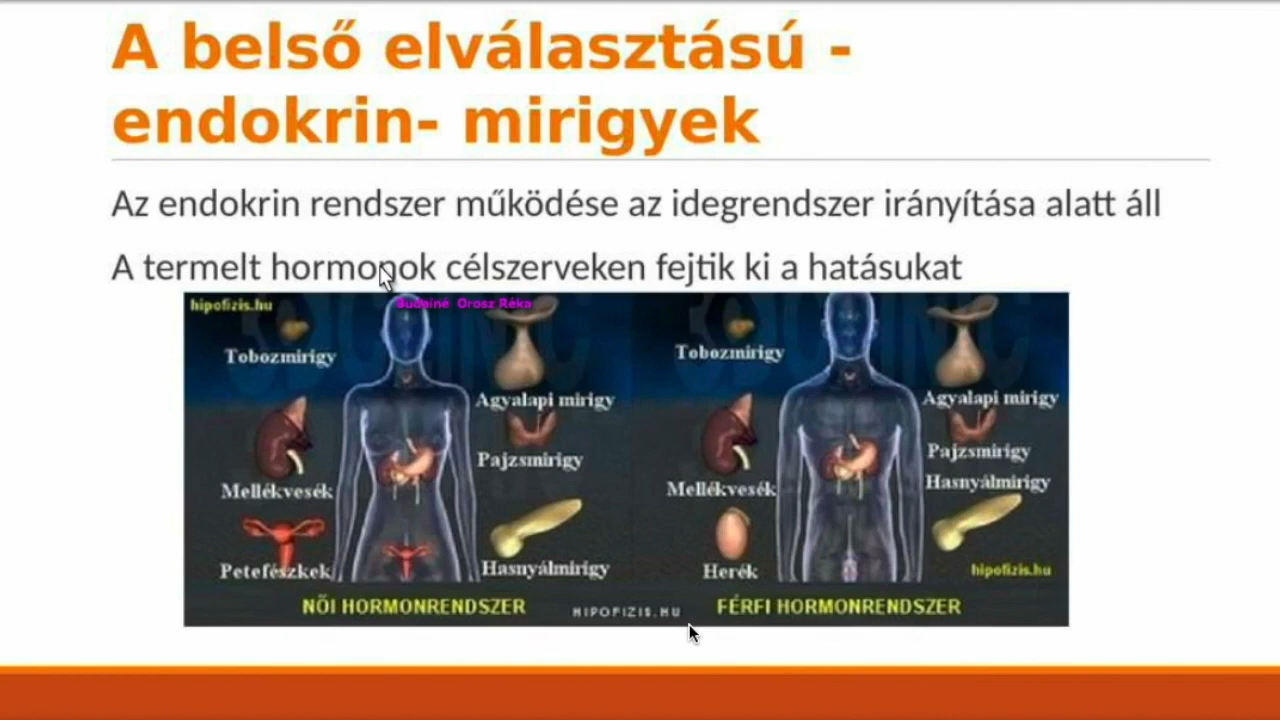 A belső elválasztású -
endokrin- mirigyek
Az endokrin rendszer működése az idegrendszer irányítása alatt áll
A termelt hormonok célszerveken fejtik ki a hatásukat
hipofizis.hu
Budainé Orosz Réka
Tobozmirigy
Agyalapi mirigy
Pajzsmirigy
Mellékvesék
Petefészkek
Hasnyálmirigy
NŐI HORMONRENDSZER
HIPOFIZIS.HU
Tobozmirigy
Agyalapi mirigy
Pajzsmirigy
Hasnyálmirigy
Mellékvesék
Herék
hipofizis.hu
FÉRFI HORMONRENDSZER